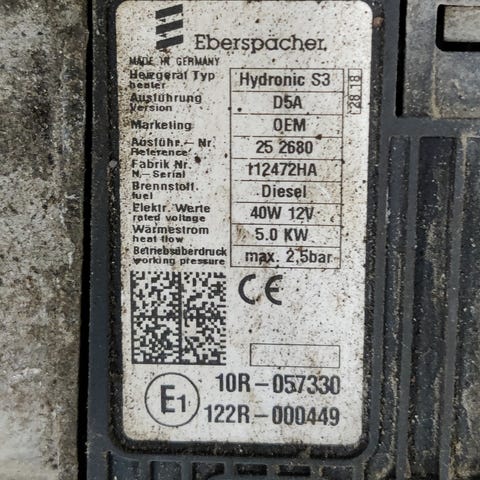 Eberspächer
MADE IN GERMANY
Heizgerät Typ Hydronic S3
heater
28.18
Ausführung D5A
version
Marketing OEM
Ausführ.- Nr. 25 2680
Reference
Fabrik Nr. 112472HA
N.- Serial
Brennstoff. Diesel
fuel
Elektr. Werte 40W 12V
rated voltage
Wärmestrom 5.0 KW
heat flow
Betriebsüberdruck max. 2,5bar
working pressure
CE
E1
10R-057330
122R-000449